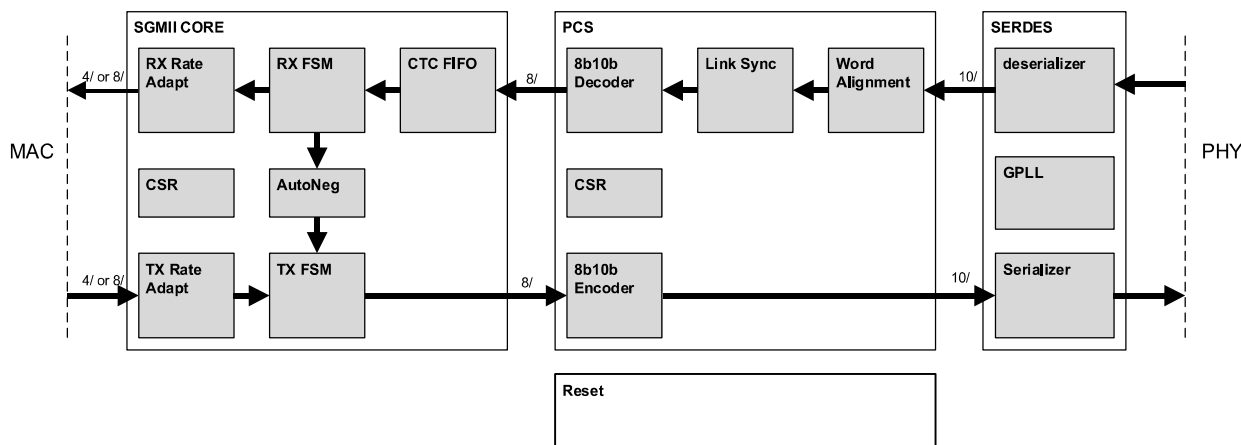 SGMII CORE
PCS
SERDES
4/ or 8/
RX Rate
Adapt
RX FSM
CTC FIFO
8/
8b10b
Decoder
Link Sync
Word
Alignment
10/
deserializer
MAC
PHY
CSR
AutoNeg
CSR
GPLL
4/ or 8/
TX Rate
Adapt
TX FSM
8/
8b10b
Encoder
10/
Serializer
Reset